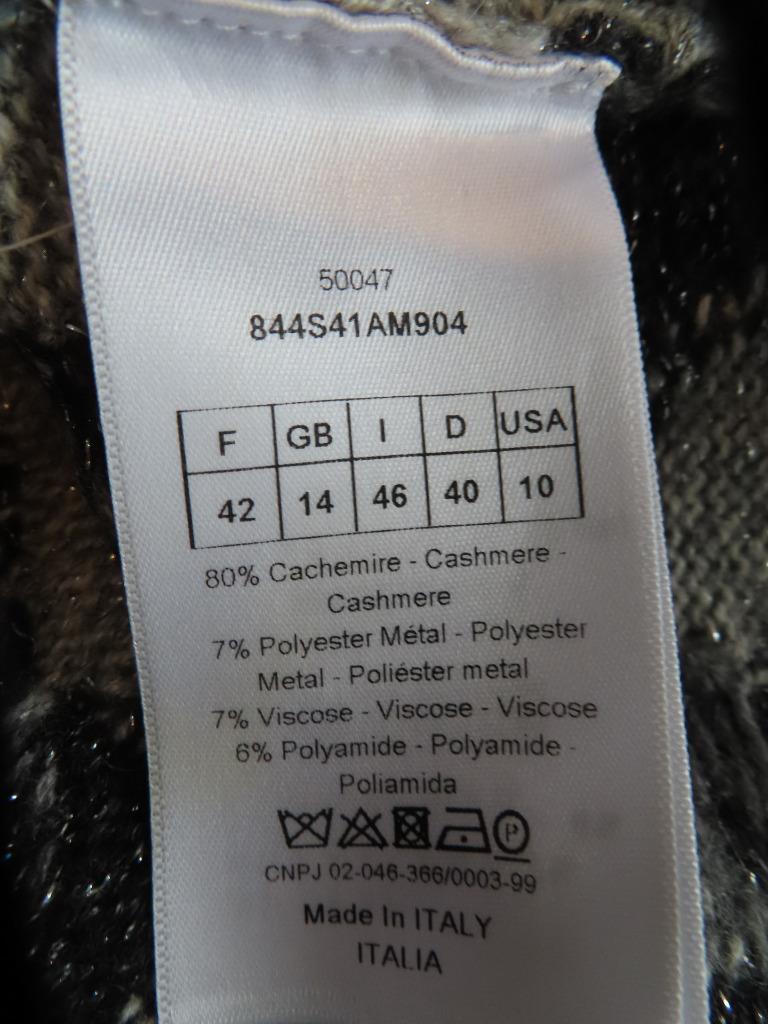 50047
844S41AM904
F GB I D USA
42 14 46 40 10
80% Cachemire - Cashmere -
Cashmere
7% Polyester Métal - Polyester
Metal - Poliéster metal
7% Viscose - Viscose - Viscose
6% Polyamide - Polyamide -
Poliamida
P
CNPJ 02-046-366/0003-99
Made In ITALY
ITALIA